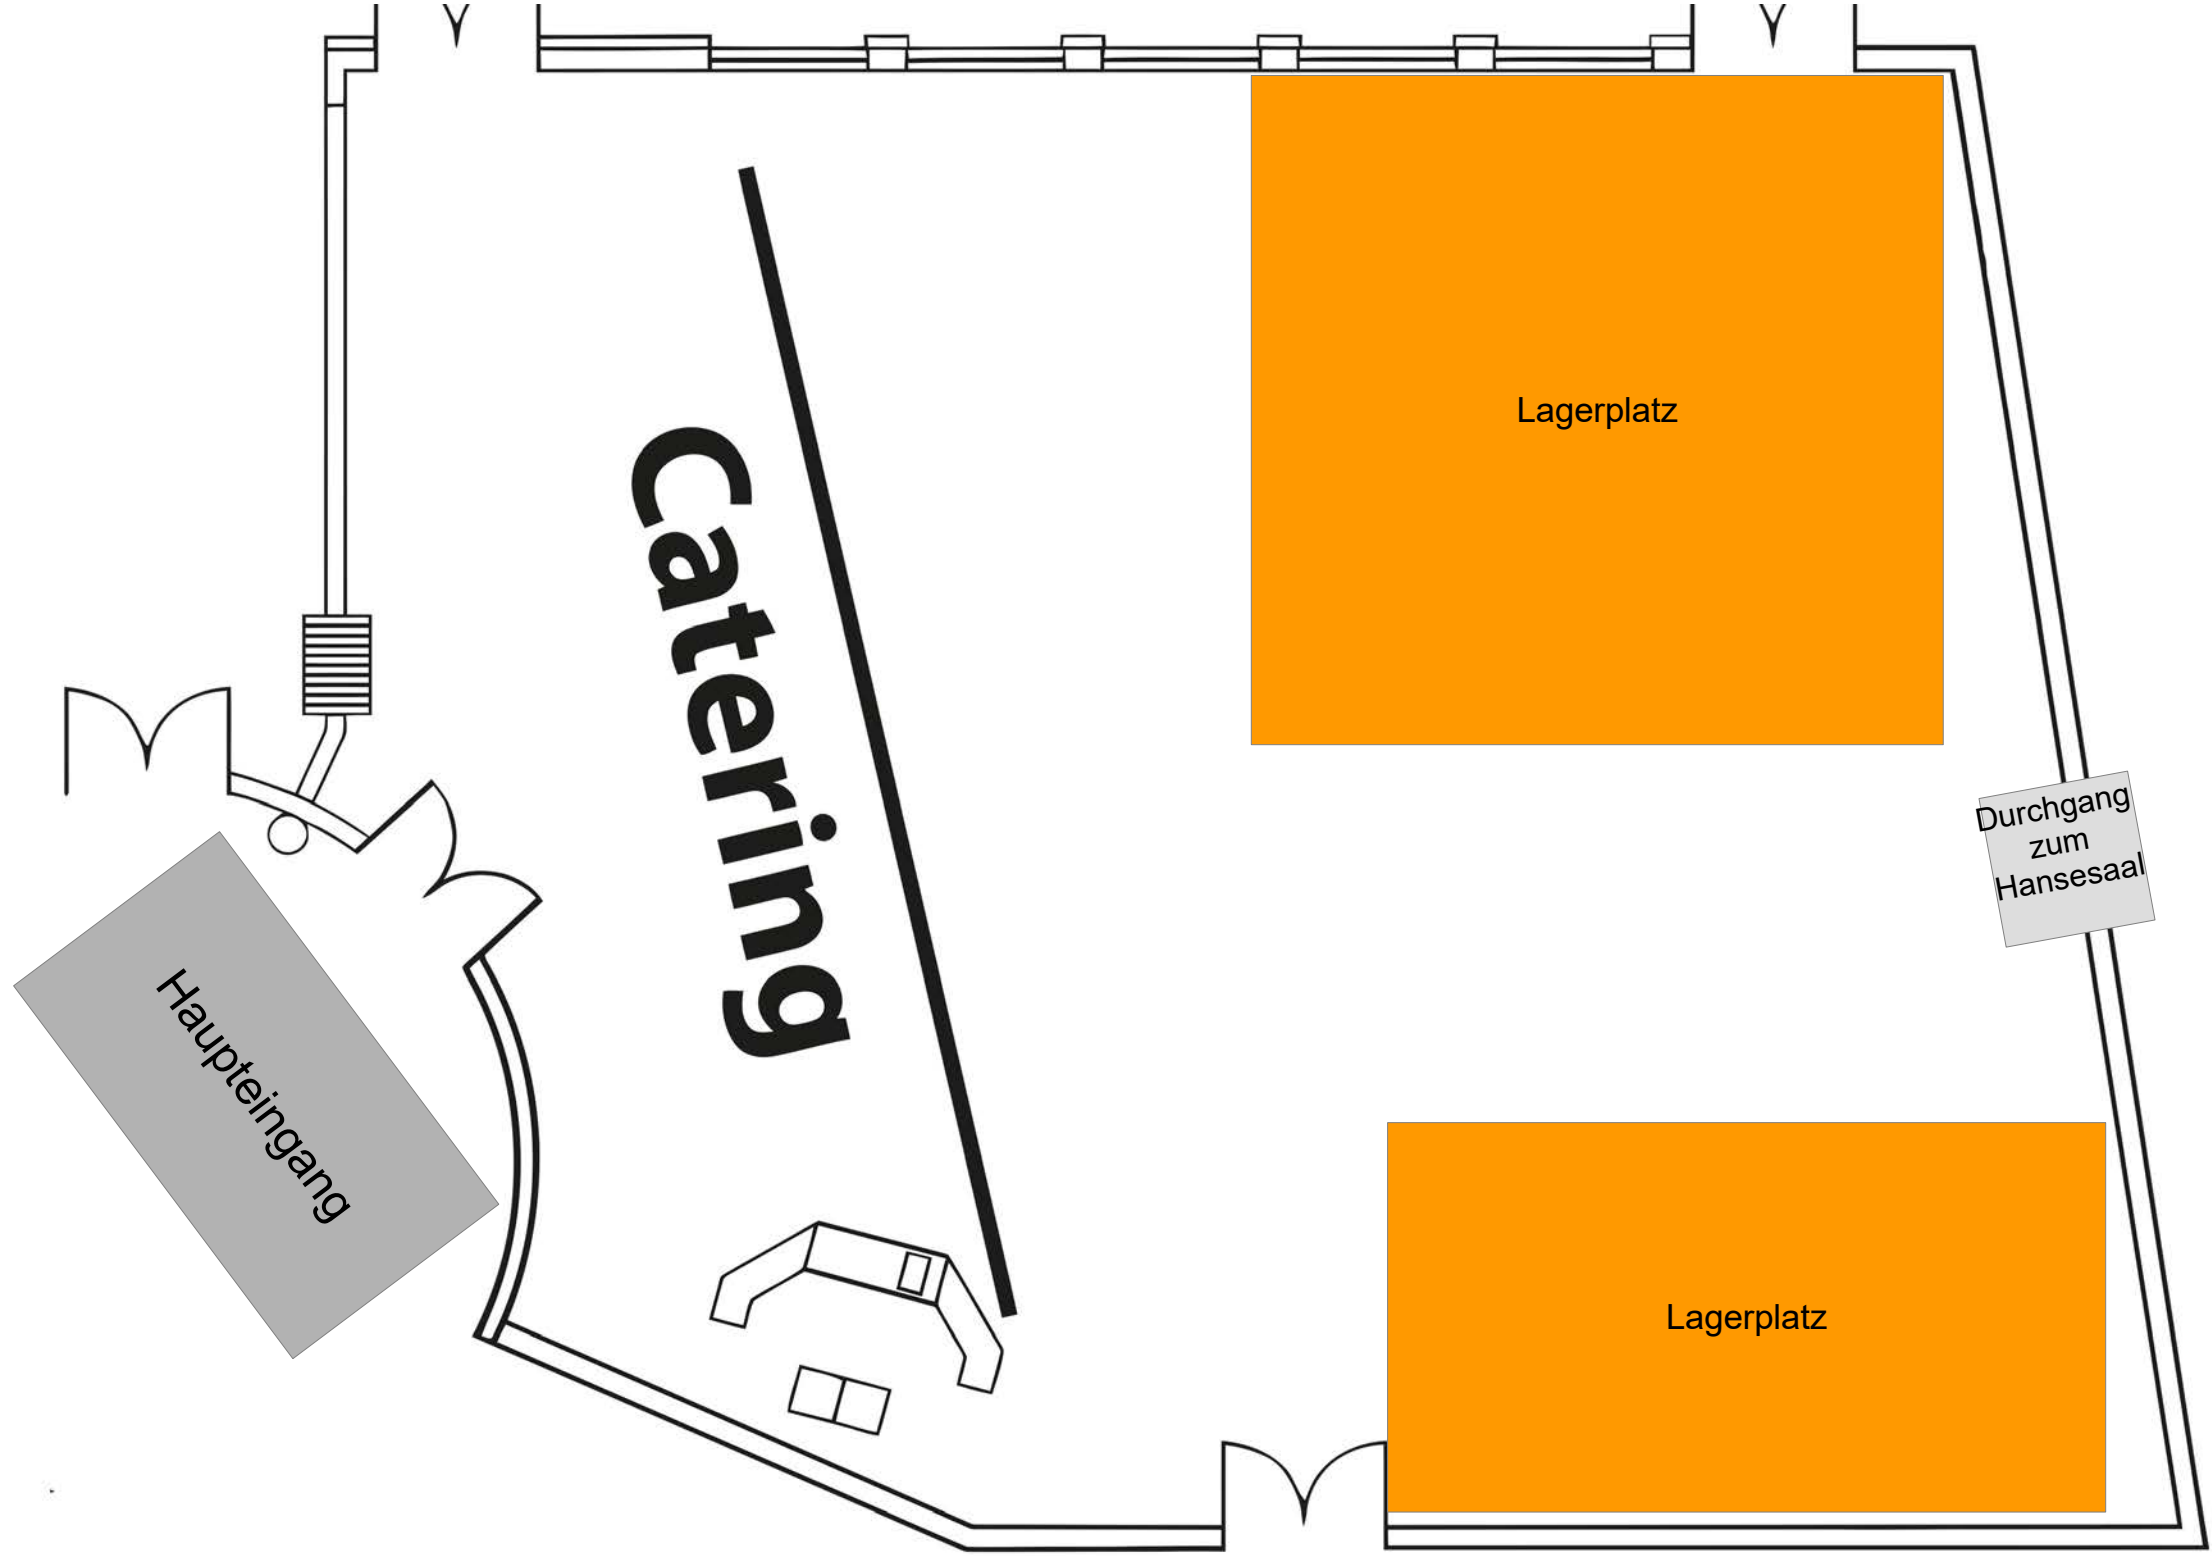 Lagerplatz
Catering
Durchgang
zum
Hansesaal
Haupteingang
Lagerplatz